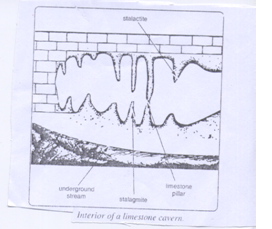 stalactite
limestone
pillar
underground
stream
stalagmite
Interior of a limestone cavern